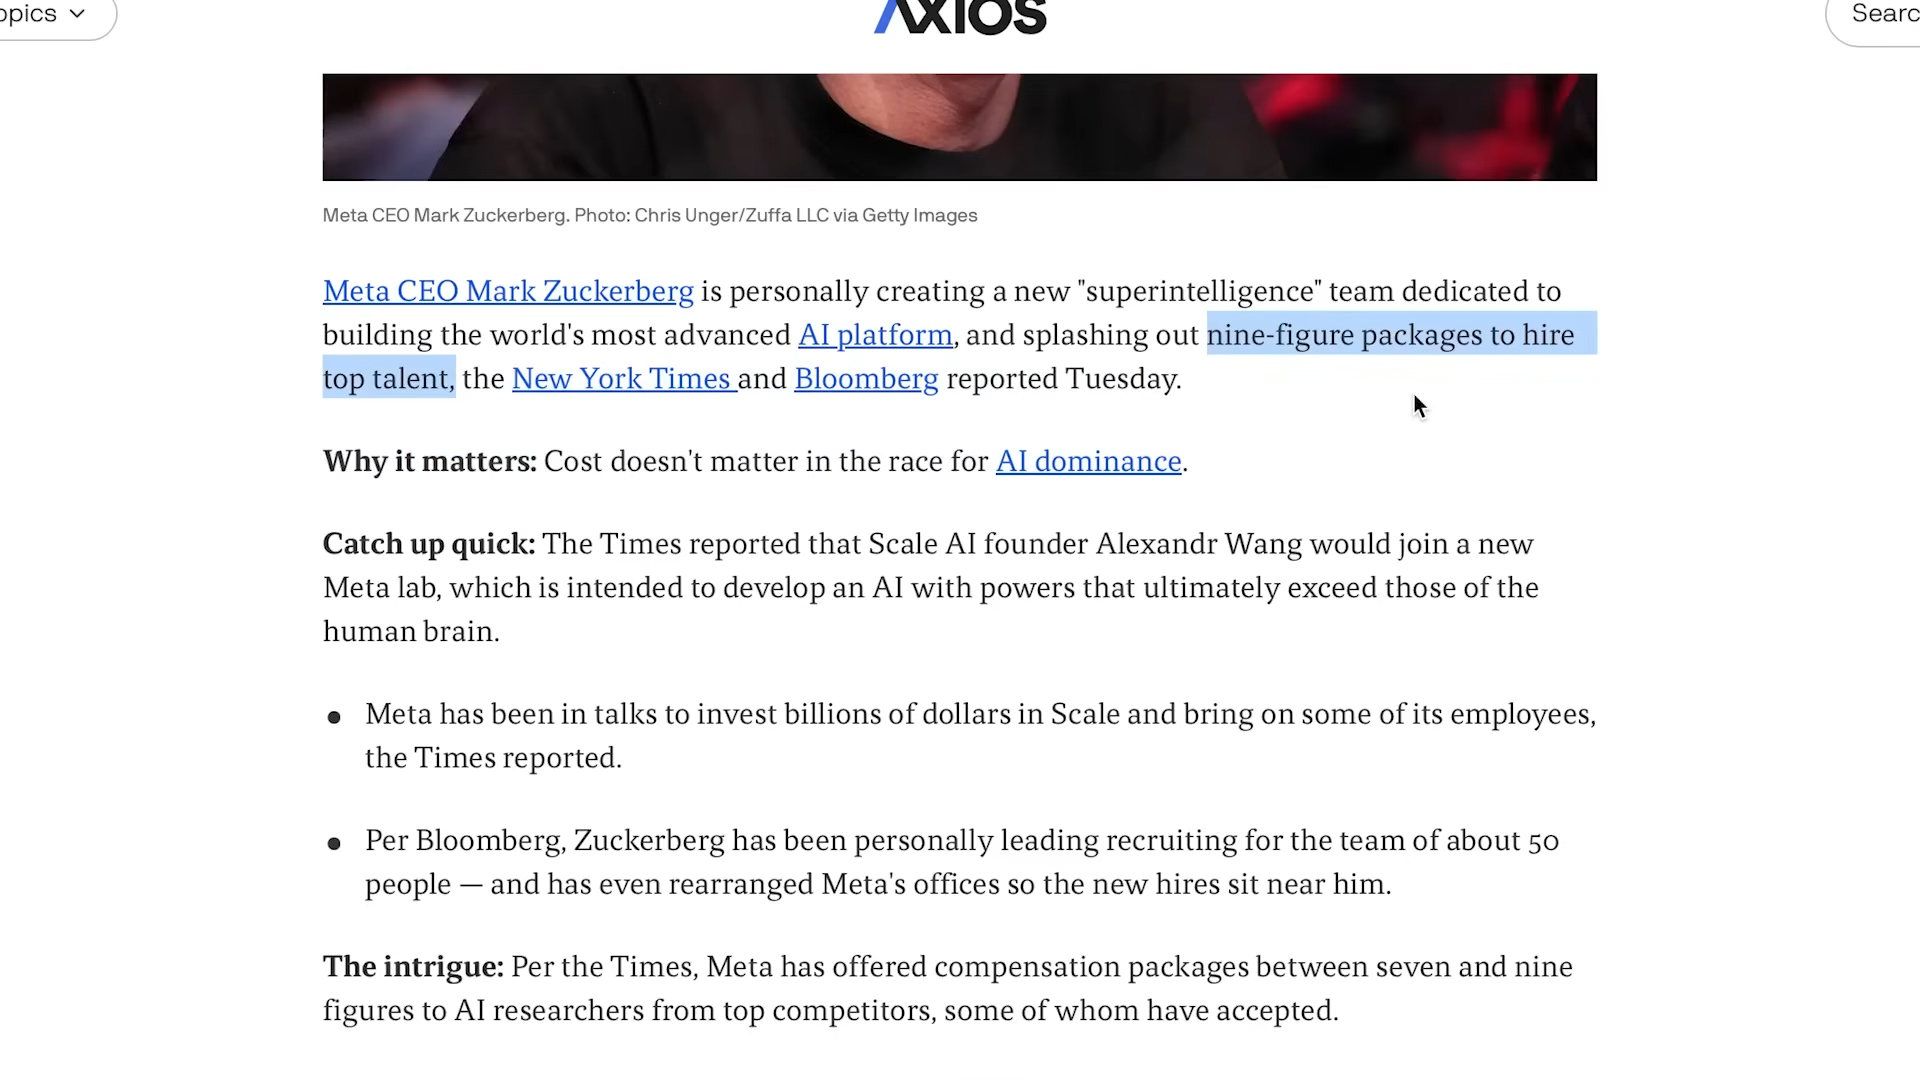 opics
AXIOS
Searc
Meta CEO Mark Zuckerberg. Photo: Chris Unger/Zuffa LLC via Getty Images
Meta CEO Mark Zuckerberg is personally creating a new "superintelligence" team dedicated to
building the world's most advanced AI platform, and splashing out nine-figure packages to hire
top talent, the New York Times and Bloomberg reported Tuesday.
Why it matters: Cost doesn't matter in the race for AI dominance.
Catch up quick: The Times reported that Scale AI founder Alexandr Wang would join a new
Meta lab, which is intended to develop an AI with powers that ultimately exceed those of the
human brain.
• Meta has been in talks to invest billions of dollars in Scale and bring on some of its employees,
the Times reported.
• Per Bloomberg, Zuckerberg has been personally leading recruiting for the team of about 50
people — and has even rearranged Meta's offices so the new hires sit near him.
The intrigue: Per the Times, Meta has offered compensation packages between seven and nine
figures to AI researchers from top competitors, some of whom have accepted.